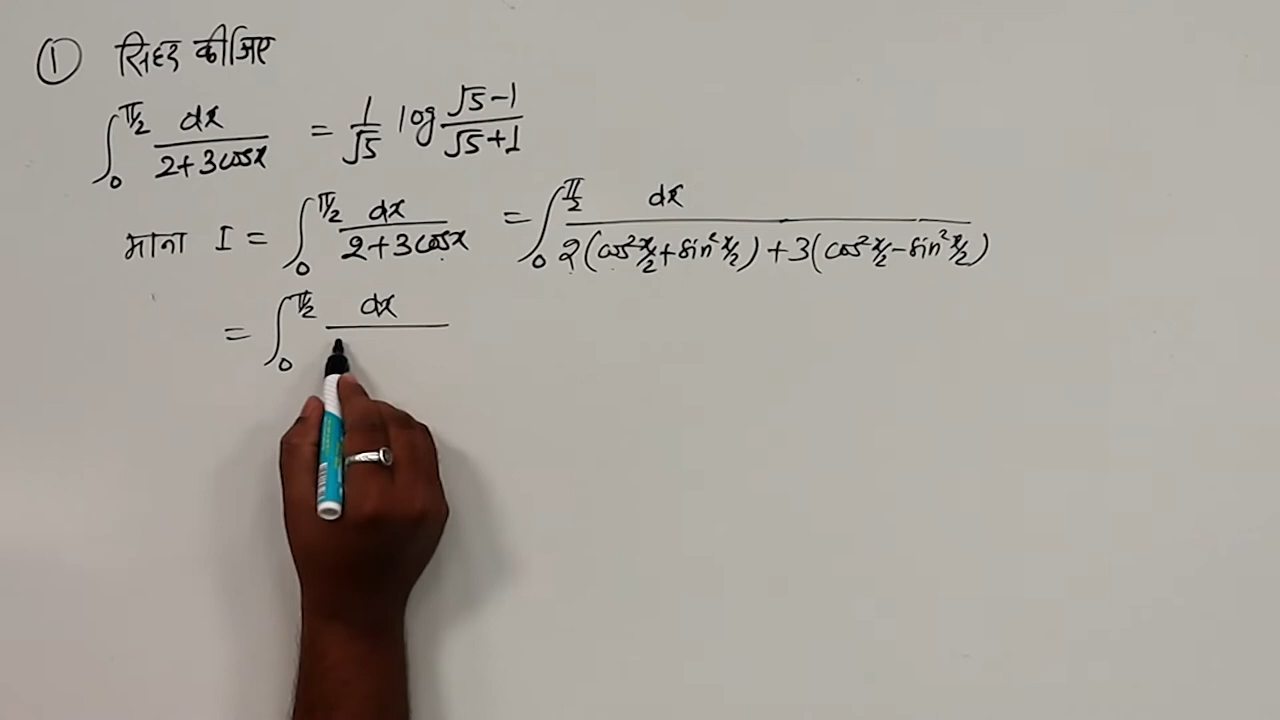 ① सिद्ध कीजिए
∫₀^π/2 dx/(2+3cosx) = 1/√5 log (√5-1)/(√5+1)
माना I = ∫₀^π/2 dx/(2+3cosx) = ∫₀^π/2 dx/(2(cos²x/2+sin²x/2)+3(cos²x/2-sin²x/2))
= ∫₀^π/2 dx